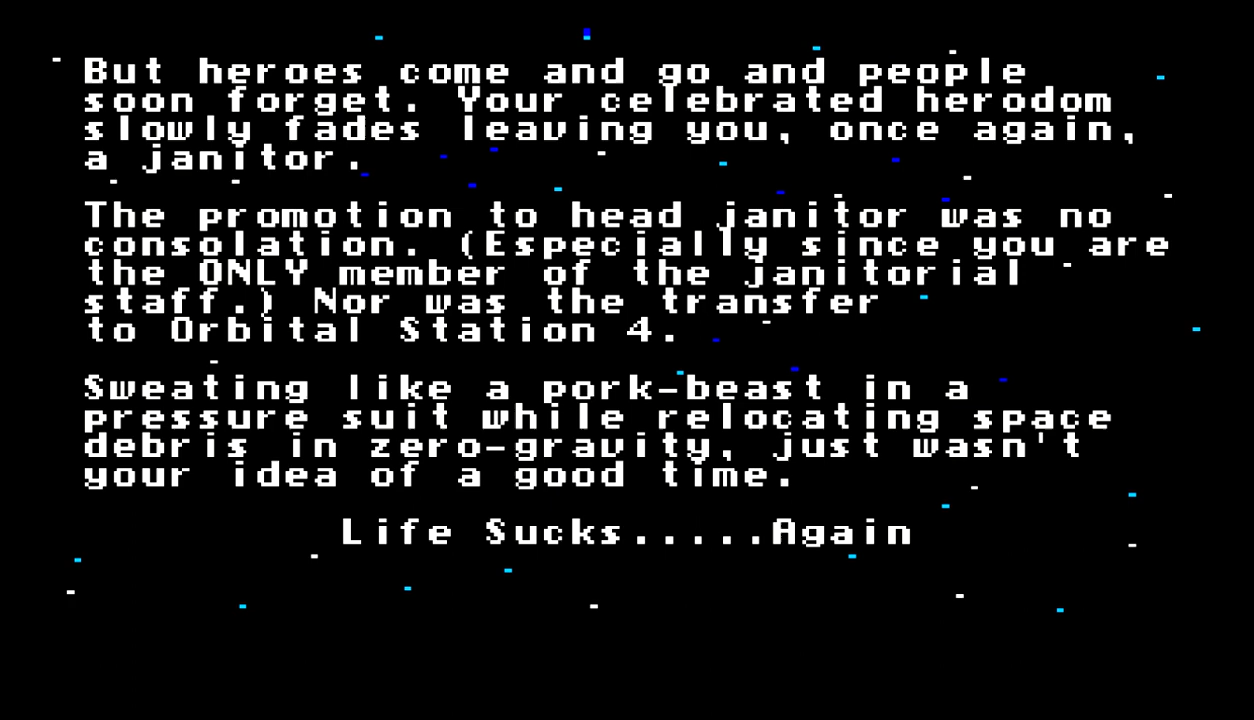 But heroes come and go and people
soon forget. Your celebrated herodom
slowly fades leaving you, once again,
a janitor.
The promotion to head janitor was no
consolation. (Especially since you are
the ONLY member of the janitorial
staff.) Nor was the transfer
to Orbital Station 4.
Sweating like a pork-beast in a
pressure suit while relocating space
debris in zero-gravity, just wasn't
your idea of a good time.
Life Sucks.....Again